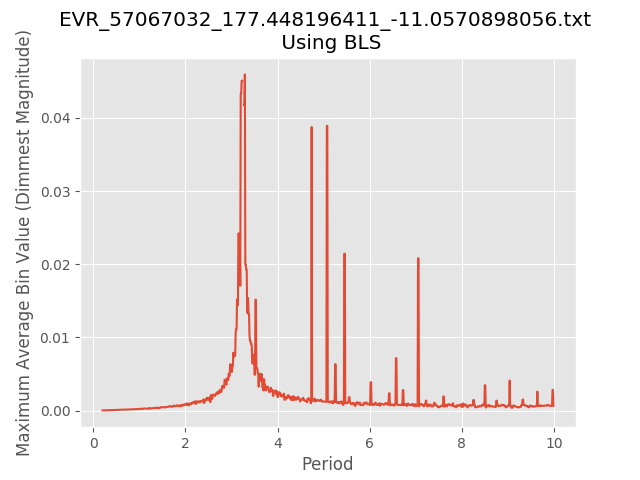 EVR_57067032_177.448196411_-11.0570898056.txt
Using BLS
Maximum Average Bin Value (Dimmest Magnitude)
0.04
0.03
0.02
0.01
0.00
0 2 4 6 8 10
Period